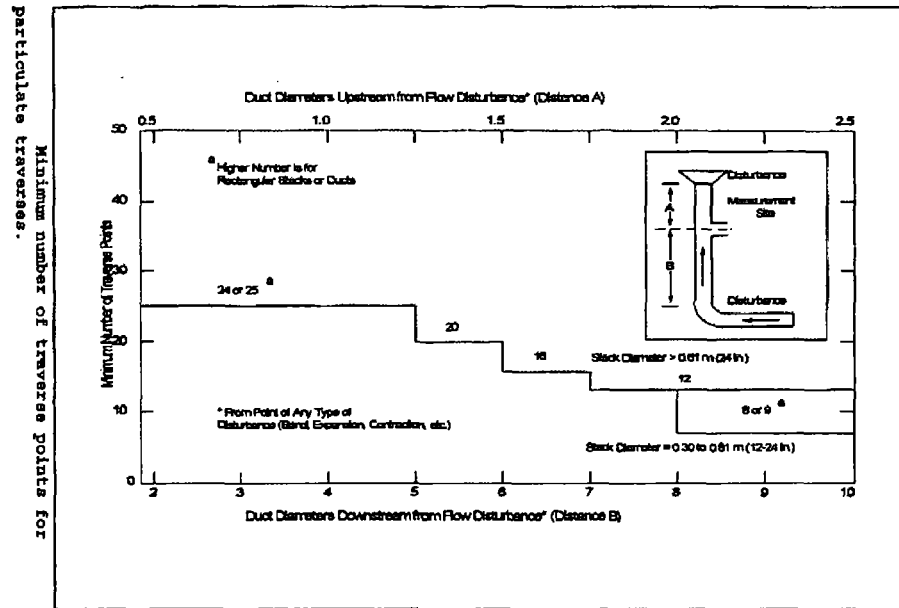 Minimum number of traverse points for
particulate traverses.
Duct Diameters Upstream from Flow Disturbance* (Distance A)
0.5 1.0 1.5 2.0 2.5
50
40
30
20
10
0
Minimum Number of Traverse Points
a Higher Number is for
Rectangular Stacks or Ducts
24 or 25 a
20
16
Stack Diameter > 0.61 m (24 in.)
12
8 or 9 a
Stack Diameter = 0.30 to 0.61 m (12-24 in.)
* From Point of Any Type of
Disturbance (Bend, Expansion, Contraction, etc.)
Disturbance
A
Measurement
Site
B
Disturbance
2 3 4 5 6 7 8 9 10
Duct Diameters Downstream from Flow Disturbance* (Distance B)